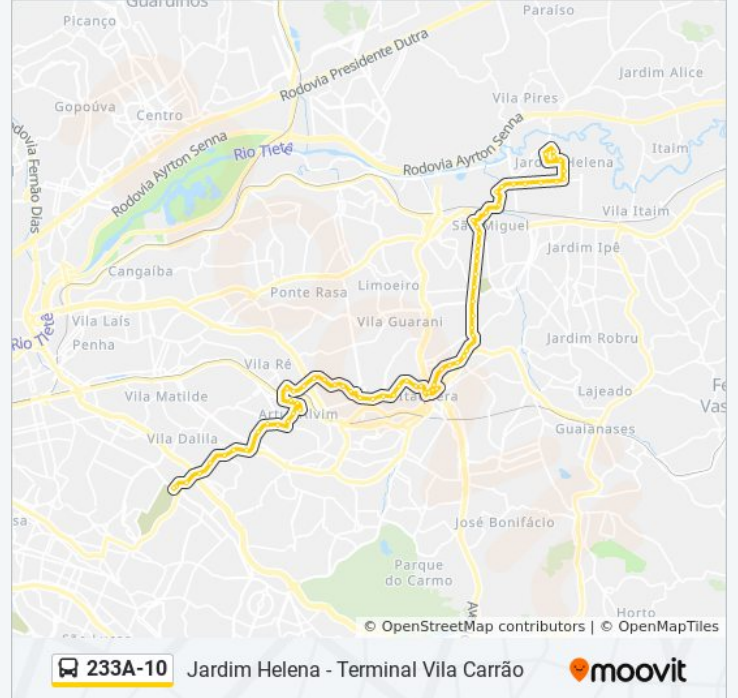 Guarulhos
Picanço
Paraíso
Rodovia Presidente Dutra
Jardim Alice
Vila Pires
Gopoúva
Centro
Rodovia Ayrton Senna
Rio Tietê
Rodovia Ayrton Senna
Jardim Helena
Itaim
Rodovia Fernão Dias
Vila Itaim
São Miguel
Jardim Ipê
Cangaíba
Ponte Rasa
Limoeiro
Vila Laís
Vila Guarani
Rio Tietê
Penha
Jardim Robru
Vila Ré
Vila Matilde
Itaquera
Lajeado
Artur Alvim
Guaianases
Vila Dalila
José Bonifácio
Parque
do Carmo
Horto
© OpenStreetMap contributors | © OpenMapTiles
233A-10 Jardim Helena - Terminal Vila Carrão moovit